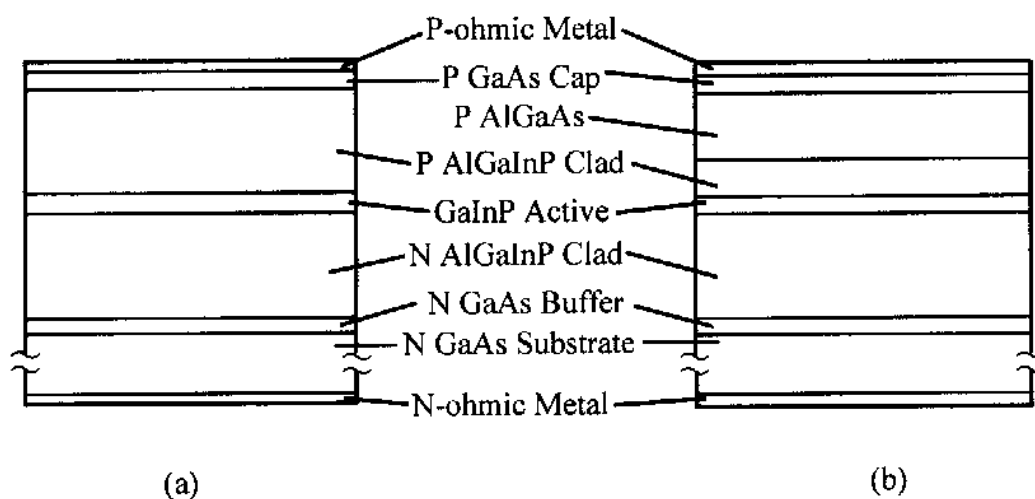 P-ohmic Metal
P GaAs Cap
P AlGaAs
P AlGaInP Clad
GaInP Active
N AlGaInP Clad
N GaAs Buffer
N GaAs Substrate
N-ohmic Metal
(a)
(b)